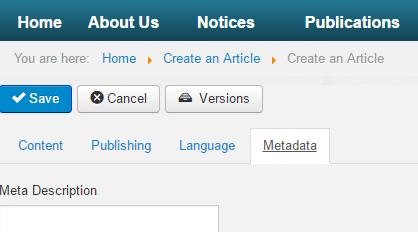 Home About Us Notices Publications
You are here: Home Create an Article Create an Article
Save Cancel Versions
Content Publishing Language Metadata
Meta Description